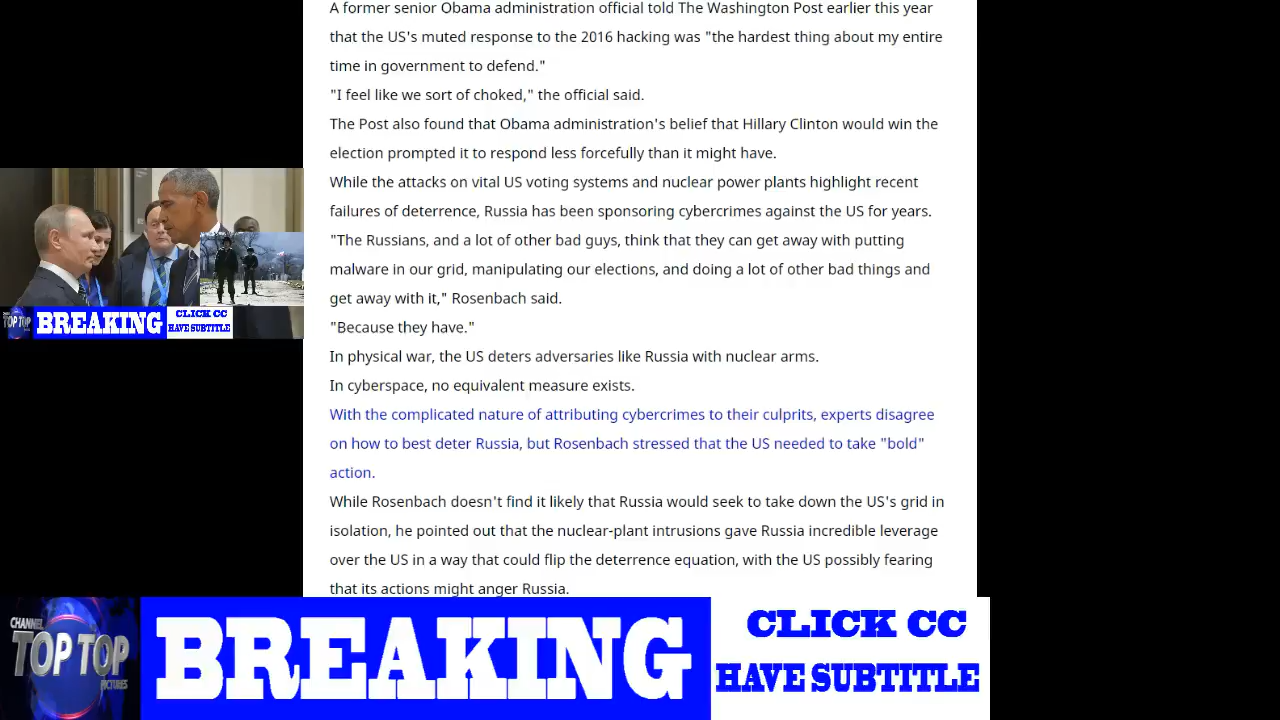 A former senior Obama administration official told The Washington Post earlier this year
that the US's muted response to the 2016 hacking was "the hardest thing about my entire
time in government to defend."
"I feel like we sort of choked," the official said.
The Post also found that Obama administration's belief that Hillary Clinton would win the
election prompted it to respond less forcefully than it might have.
While the attacks on vital US voting systems and nuclear power plants highlight recent
failures of deterrence, Russia has been sponsoring cybercrimes against the US for years.
"The Russians, and a lot of other bad guys, think that they can get away with putting
malware in our grid, manipulating our elections, and doing a lot of other bad things and
get away with it," Rosenbach said.
"Because they have."
In physical war, the US deters adversaries like Russia with nuclear arms.
In cyberspace, no equivalent measure exists.
With the complicated nature of attributing cybercrimes to their culprits, experts disagree
on how to best deter Russia, but Rosenbach stressed that the US needed to take "bold"
action.
While Rosenbach doesn't find it likely that Russia would seek to take down the US's grid in
isolation, he pointed out that the nuclear-plant intrusions gave Russia incredible leverage
over the US in a way that could flip the deterrence equation, with the US possibly fearing
that its actions might anger Russia.
TOP TOP
BREAKING
CLICK CC
HAVE SUBTITLE
CHANNEL
TOP TOP
PICTURES
BREAKING
CLICK CC
HAVE SUBTITLE